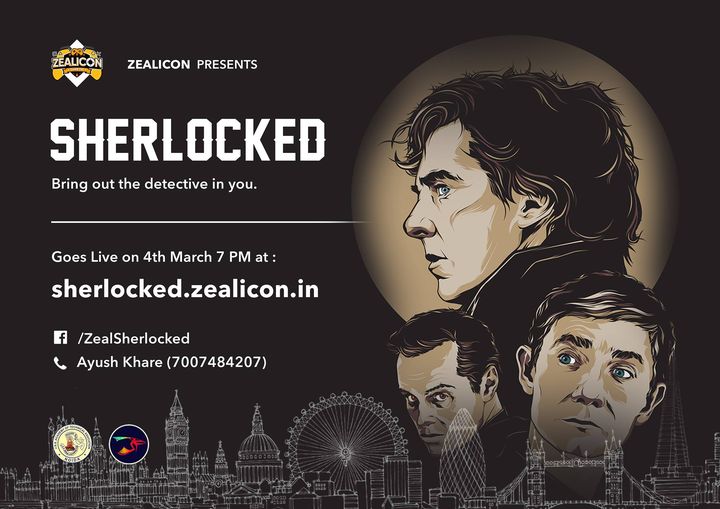 ZEALICON
ZEALICON PRESENTS
SHERLOCKED
Bring out the detective in you.
Goes Live on 4th March 7 PM at :
sherlocked.zealicon.in
/ZealSherlocked
Ayush Khare (7007484207)